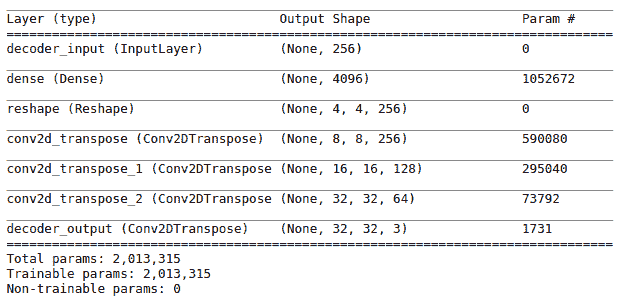 Layer (type) Output Shape Param #
decoder_input (InputLayer) (None, 256) 0
dense (Dense) (None, 4096) 1052672
reshape (Reshape) (None, 4, 4, 256) 0
conv2d_transpose (Conv2DTranspose) (None, 8, 8, 256) 590080
conv2d_transpose_1 (Conv2DTranspose (None, 16, 16, 128) 295040
conv2d_transpose_2 (Conv2DTranspose (None, 32, 32, 64) 73792
decoder_output (Conv2DTranspose) (None, 32, 32, 3) 1731
Total params: 2,013,315
Trainable params: 2,013,315
Non-trainable params: 0